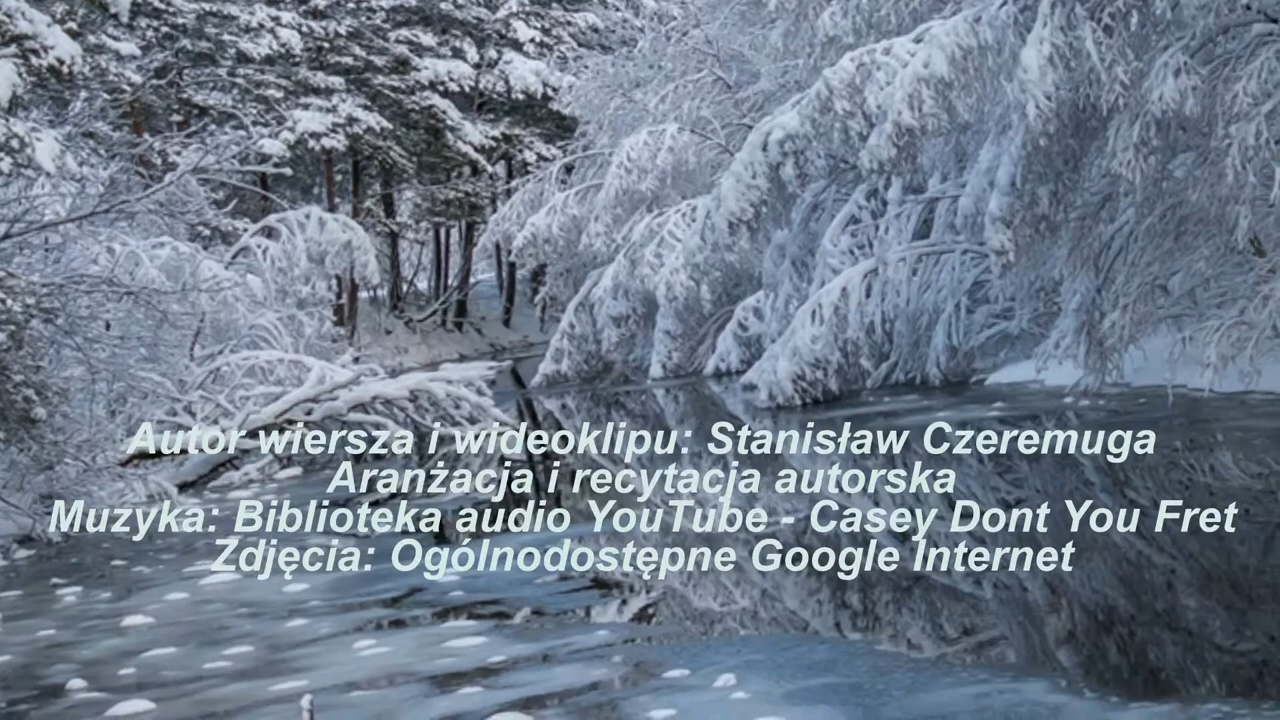 Autor wiersza i wideoklipu: Stanisław Czeremuga
Aranżacja i recytacja autorska
Muzyka: Biblioteka audio YouTube - Casey Dont You Fret
Zdjęcia: Ogólnodostępne Google Internet